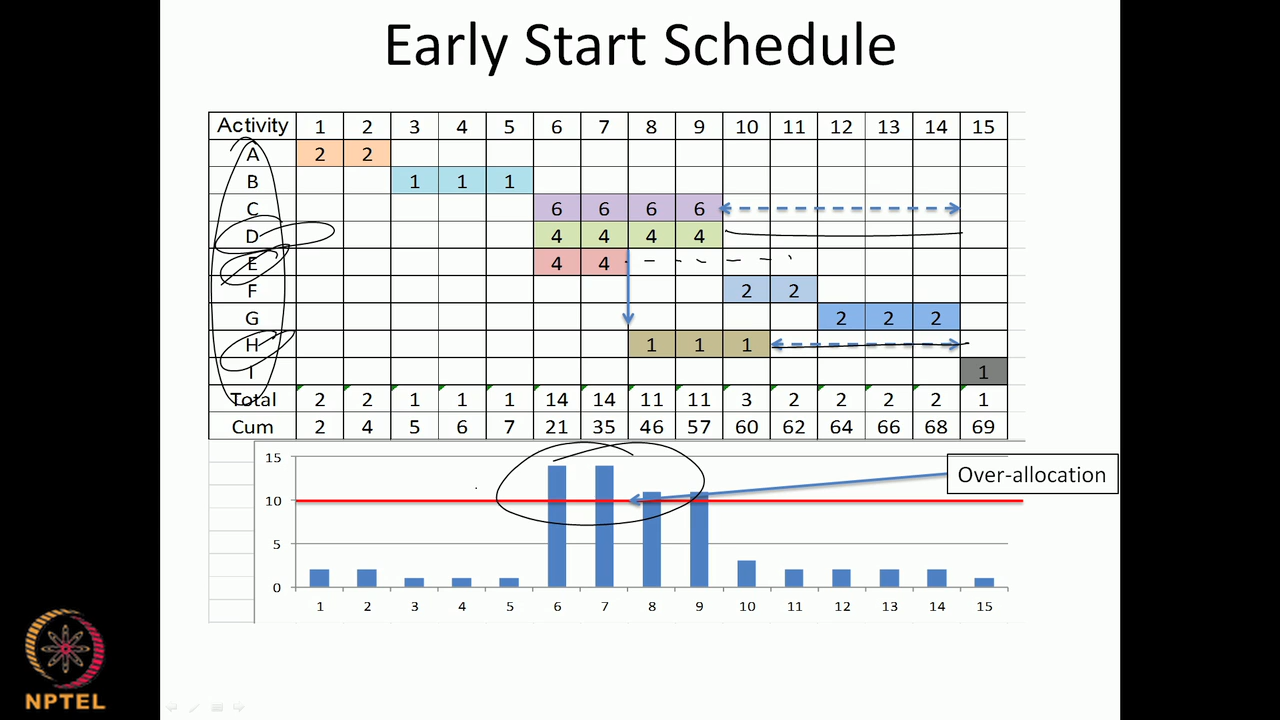 Early Start Schedule
Activity 1 2 3 4 5 6 7 8 9 10 11 12 13 14 15
A 2 2
B 1 1 1
C 6 6 6 6
D 4 4 4 4
E 4 4
F 2 2
G 2 2 2
H 1 1 1
I 1
Total 2 2 1 1 1 14 14 11 11 3 2 2 2 2 1
Cum 2 4 5 6 7 21 35 46 57 60 62 64 66 68 69
15
Over-allocation
10
5
0
1 2 3 4 5 6 7 8 9 10 11 12 13 14 15
NPTEL